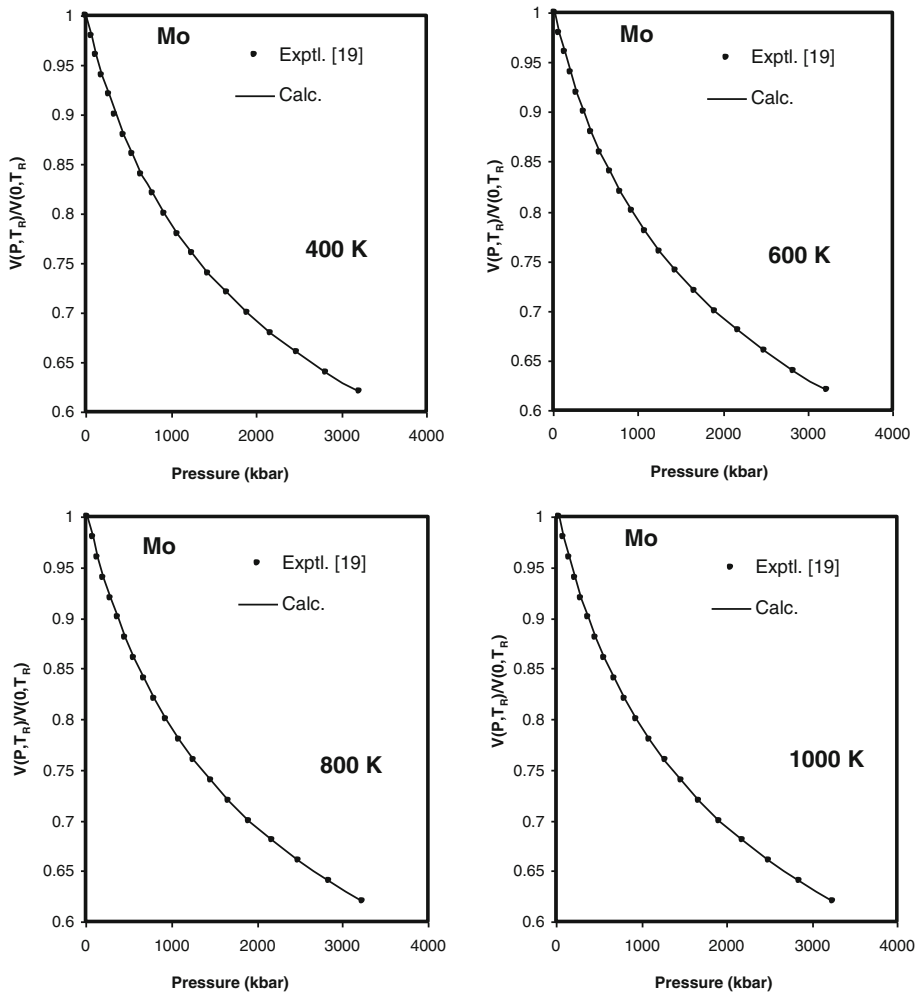 Mo
Exptl. [19]
Calc.
400 K
V(P,T_R)/V(0,T_R)
1
0.95
0.9
0.85
0.8
0.75
0.7
0.65
0.6
0 1000 2000 3000 4000
Pressure (kbar)
Mo
Exptl. [19]
Calc.
600 K
V(P,T_R)/V(0,T_R)
1
0.95
0.9
0.85
0.8
0.75
0.7
0.65
0.6
0 1000 2000 3000 4000
Pressure (kbar)
Mo
Exptl. [19]
Calc.
800 K
V(P,T_R)/V(0,T_R)
1
0.95
0.9
0.85
0.8
0.75
0.7
0.65
0.6
0 1000 2000 3000 4000
Pressure (kbar)
Mo
Exptl. [19]
Calc.
1000 K
V(P,T_R)/V(0,T_R)
1
0.95
0.9
0.85
0.8
0.75
0.7
0.65
0.6
0 1000 2000 3000 4000
Pressure (kbar)